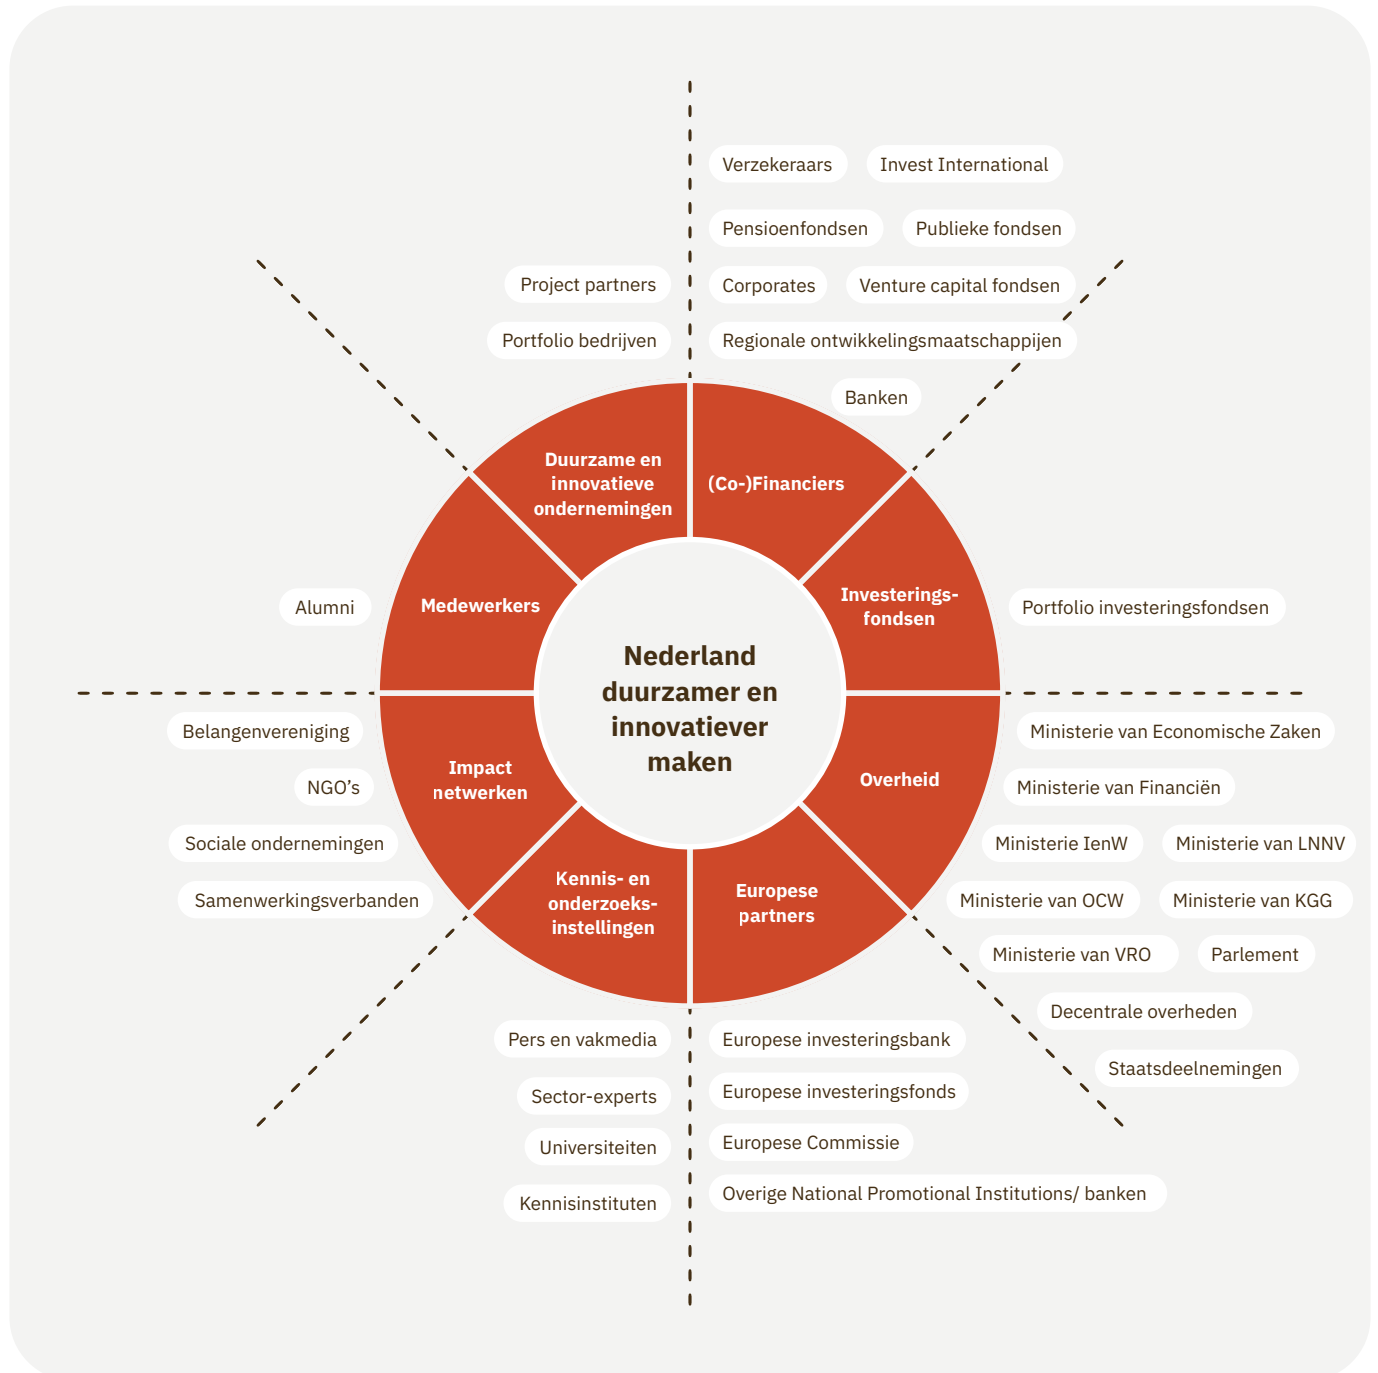 Verzekeraars
Invest International
Pensioenfondsen
Publieke fondsen
Project partners
Corporates
Venture capital fondsen
Portfolio bedrijven
Regionale ontwikkelingsmaatschappijen
Banken
Duurzame en
innovatieve
ondernemingen
(Co-)Financiers
Medewerkers
Investerings-
fondsen
Alumni
Portfolio investeringsfondsen
Nederland
duurzamer en
innovatiever
maken
Belangenvereniging
NGO’s
Sociale ondernemingen
Samenwerkingsverbanden
Impact
netwerken
Overheid
Ministerie van Economische Zaken
Ministerie van Financiën
Ministerie IenW
Ministerie van LNNV
Ministerie van OCW
Ministerie van KGG
Ministerie van VRO
Parlement
Decentrale overheden
Staatsdeelnemingen
Kennis- en
onderzoeks-
instellingen
Europese
partners
Pers en vakmedia
Sector-experts
Universiteiten
Kennisinstituten
Europese investeringsbank
Europese investeringsfonds
Europese Commissie
Overige National Promotional Institutions/ banken